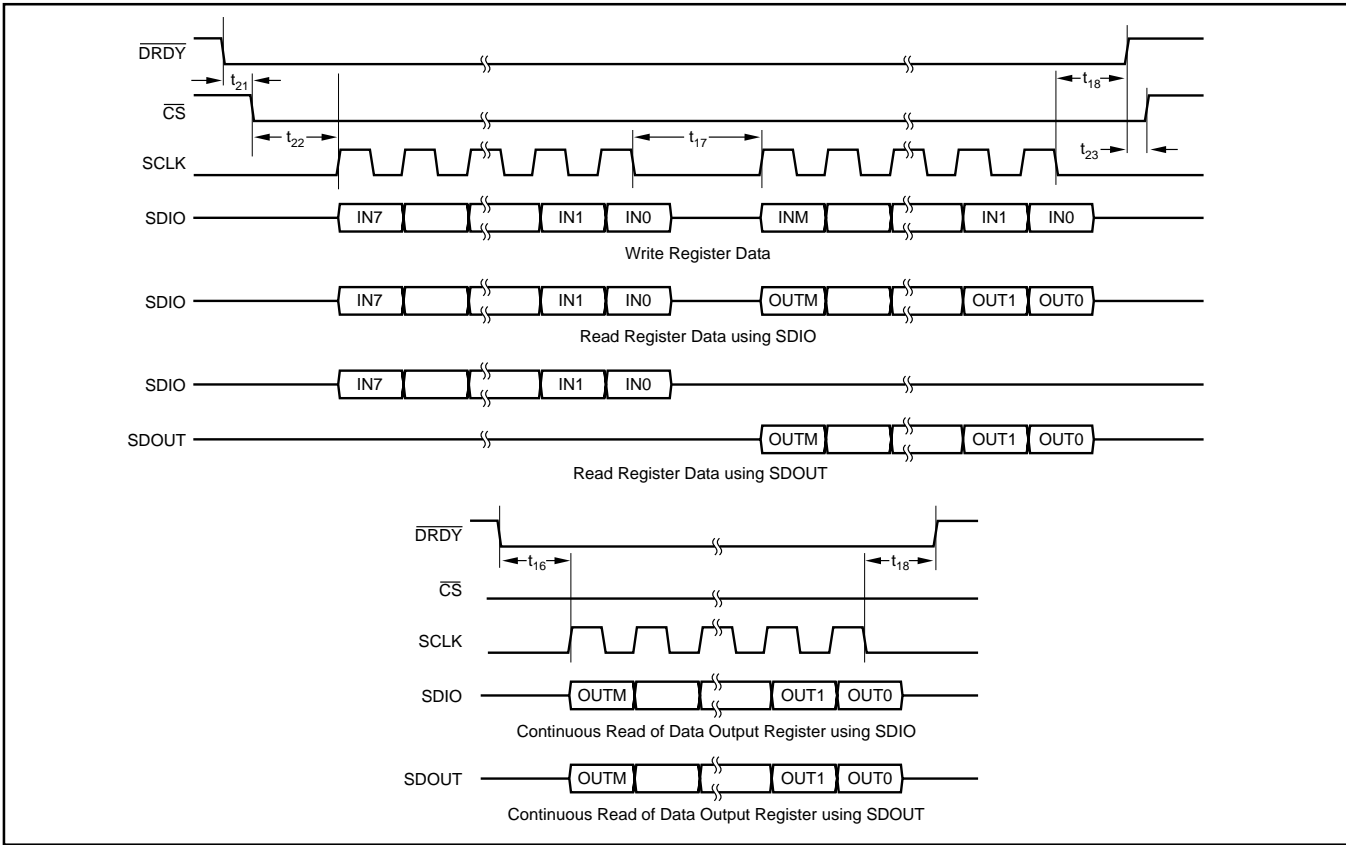 DRDY
t21
t18
CS
t22
t17
t23
SCLK
SDIO IN7 IN1 IN0 INM IN1 IN0
Write Register Data
SDIO IN7 IN1 IN0 OUTM OUT1 OUT0
Read Register Data using SDIO
SDIO IN7 IN1 IN0
SDOUT OUTM OUT1 OUT0
Read Register Data using SDOUT
DRDY
t16 t18
CS
SCLK
SDIO OUTM OUT1 OUT0
Continuous Read of Data Output Register using SDIO
SDOUT OUTM OUT1 OUT0
Continuous Read of Data Output Register using SDOUT